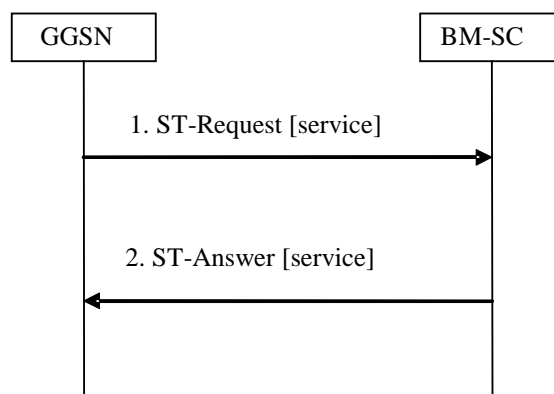 GGSN
BM-SC
1. ST-Request [service]
2. ST-Answer [service]